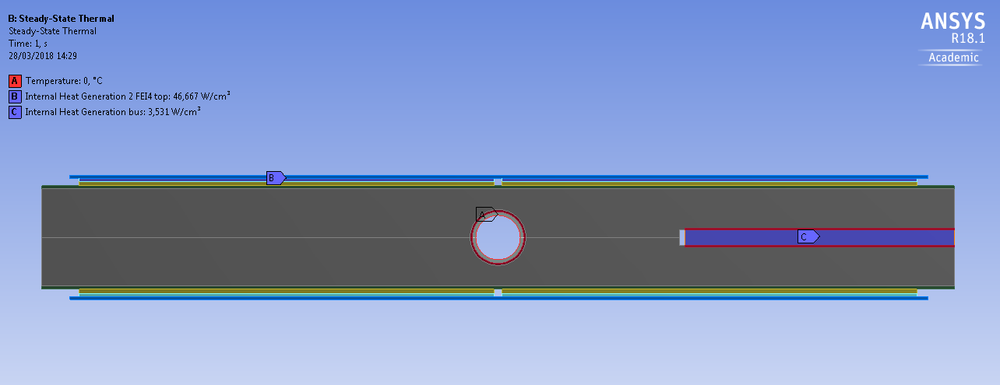 B: Steady-State Thermal
Steady-State Thermal
Time: 1, s
28/03/2018 14:29
A Temperature: 0, °C
B Internal Heat Generation 2 FEI4 top: 46,667 W/cm³
C Internal Heat Generation bus: 3,531 W/cm³
ANSYS
R18.1
Academic
B
A
C